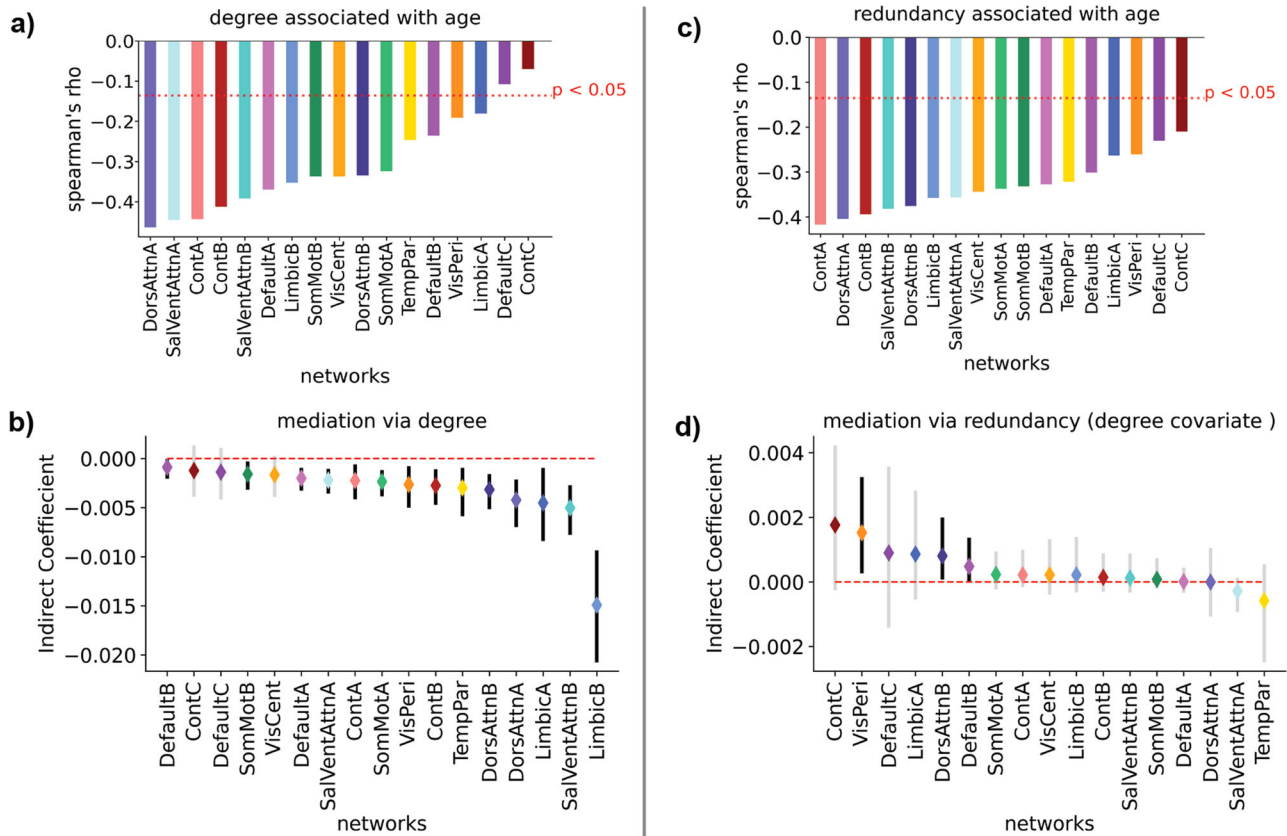 a)
degree associated with age
0.0
−0.1
−0.2
−0.3
−0.4
spearman's rho
p < 0.05
DorsAttnA
SalVentAttnA
ContA
ContB
SalVentAttnB
DefaultA
LimbicB
SomMotB
VisCent
DorsAttnB
SomMotA
TempPar
DefaultB
VisPeri
LimbicA
DefaultC
ContC
networks
b)
mediation via degree
0.000
−0.005
−0.010
−0.015
−0.020
Indirect Coeffiecient
DefaultB
ContC
DefaultC
SomMotB
VisCent
DefaultA
SalVentAttnA
ContA
SomMotA
VisPeri
ContB
TempPar
DorsAttnB
DorsAttnA
LimbicA
SalVentAttnB
LimbicB
networks
c)
redundancy associated with age
0.0
−0.1
−0.2
−0.3
−0.4
spearman's rho
p < 0.05
ContA
DorsAttnA
ContB
SalVentAttnB
DorsAttnB
LimbicB
SalVentAttnA
VisCent
SomMotA
SomMotB
DefaultA
TempPar
DefaultB
LimbicA
VisPeri
DefaultC
ContC
networks
d)
mediation via redundancy (degree covariate )
0.004
0.002
0.000
−0.002
Indirect Coeffiecient
ContC
VisPeri
DefaultC
LimbicA
DorsAttnB
DefaultB
SomMotA
ContA
VisCent
LimbicB
ContB
SalVentAttnB
SomMotB
DefaultA
DorsAttnA
SalVentAttnA
TempPar
networks